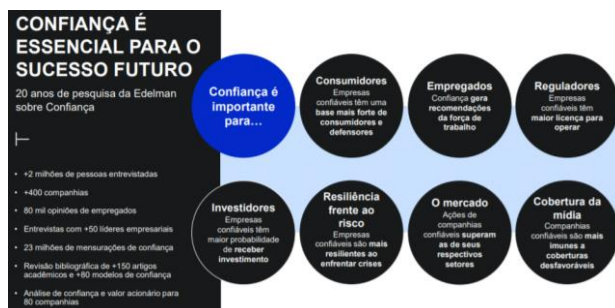 CONFIANÇA É
ESSENCIAL PARA O
SUCESSO FUTURO
20 anos de pesquisa da Edelman
sobre Confiança
+2 milhões de pessoas entrevistadas
+400 companhias
80 mil opiniões de empregados
Entrevistas com +50 líderes empresariais
23 milhões de mensurações de confiança
Revisão bibliográfica de +150 artigos
acadêmicos e +80 modelos de confiança
Análise de confiança e valor acionário para
80 companhias
Confiança é
importante
para…
Consumidores
Empresas
confiáveis têm uma
base mais forte de
consumidores e
defensores
Empregados
Confiança gera
recomendações
da força de
trabalho
Reguladores
Empresas
confiáveis têm
maior licença para
operar
Investidores
Empresas
confiáveis têm
maior probabilidade
de receber
investimento
Resiliência
frente ao
risco
Empresas
confiáveis são mais
resilientes ao
enfrentar crises
O mercado
Ações de
companhias
confiáveis superam
as de seus
respectivos
setores
Cobertura da
mídia
Companhias
confiáveis são mais
imunes a
coberturas
desfavoráveis